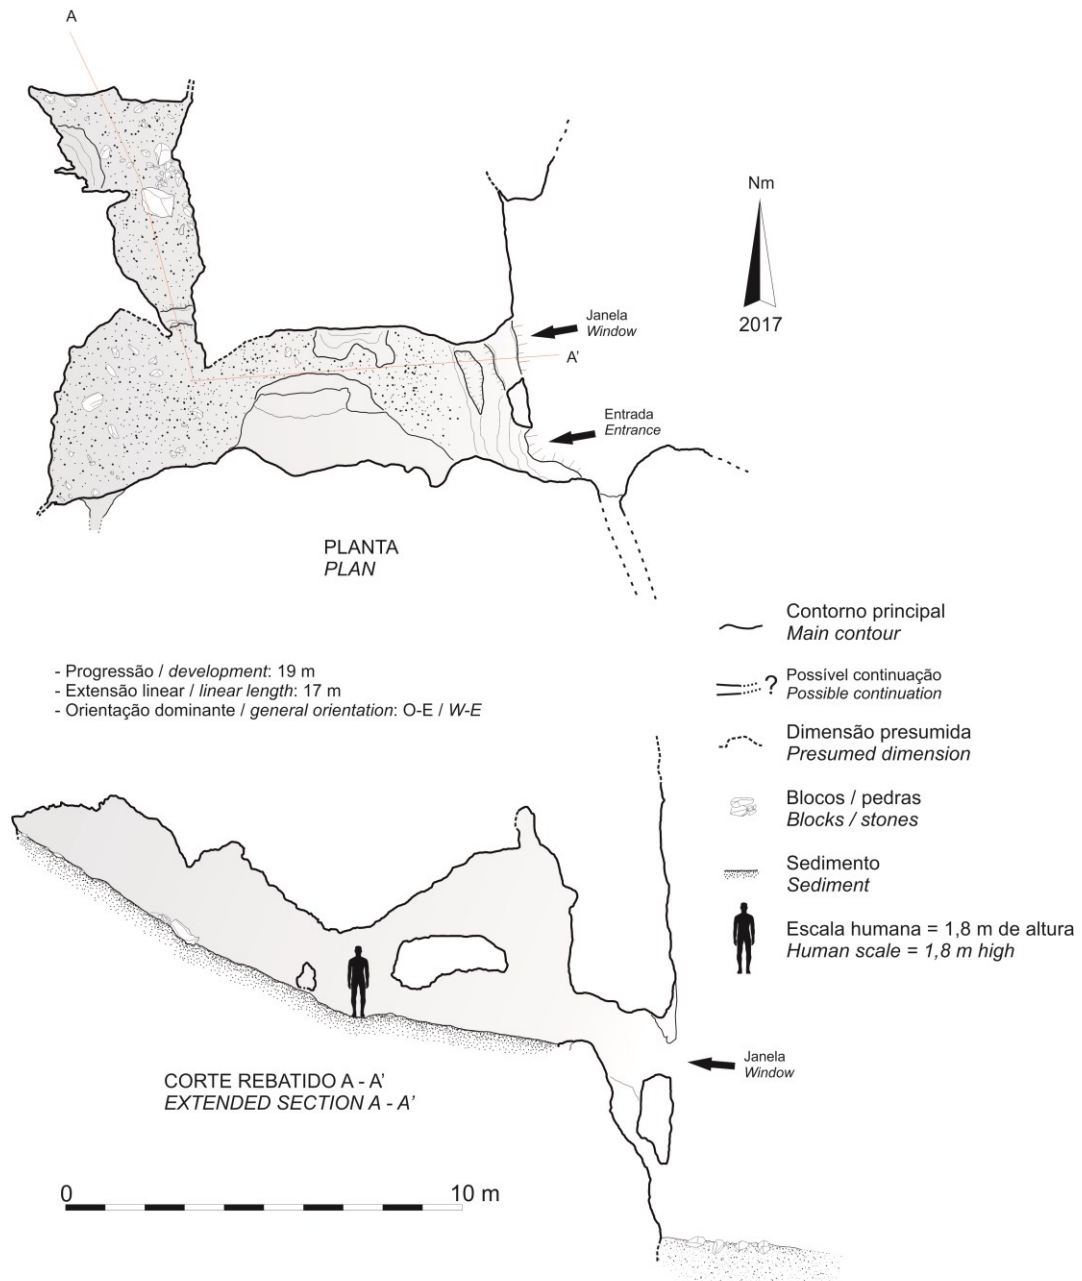 A
Nm
2017
Janela
Window
A'
Entrada
Entrance
PLANTA
PLAN
- Progressão / development: 19 m
- Extensão linear / linear length: 17 m
- Orientação dominante / general orientation: O-E / W-E
Contorno principal
Main contour
?
Possível continuação
Possible continuation
Dimensão presumida
Presumed dimension
Blocos / pedras
Blocks / stones
Sedimento
Sediment
Escala humana = 1,8 m de altura
Human scale = 1,8 m high
Janela
Window
CORTE REBATIDO A - A’
EXTENDED SECTION A - A’
0 10 m